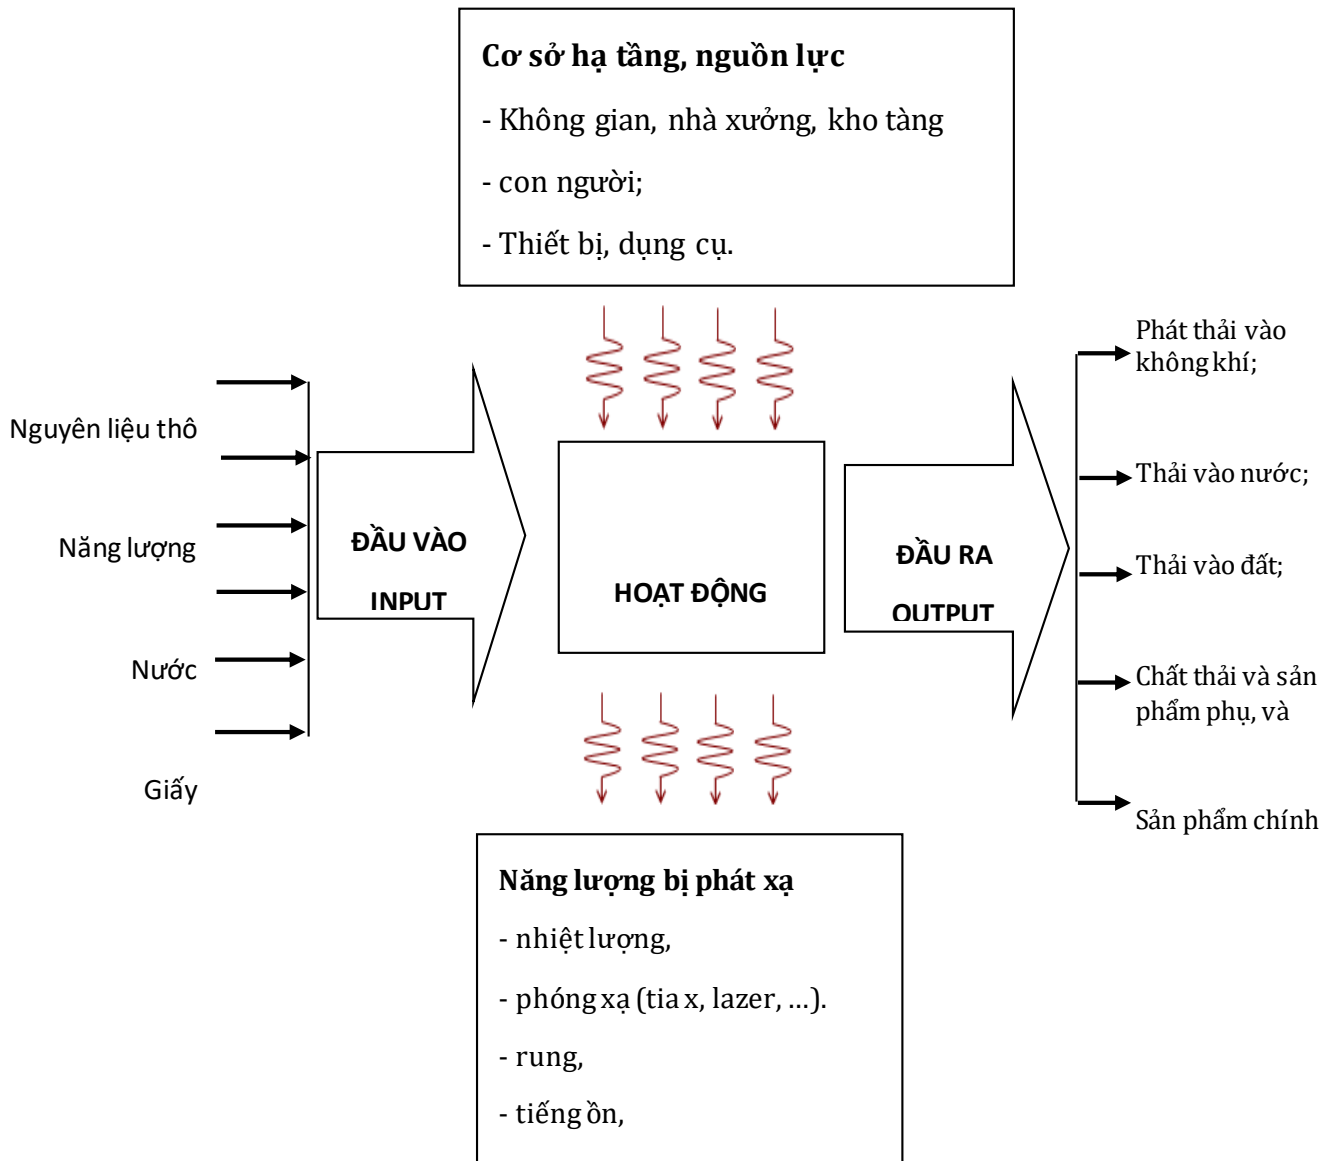 Cơ sở hạ tầng, nguồn lực
- Không gian, nhà xưởng, kho tàng
- con người;
- Thiết bị, dụng cụ.
Nguyên liệu thô
Năng lượng
Nước
Giấy
ĐẦU VÀO
INPUT
HOẠT ĐỘNG
ĐẦU RA
OUTPUT
Phát thải vào
không khí;
Thải vào nước;
Thải vào đất;
Chất thải và sản
phẩm phụ, và
Sản phẩm chính
Năng lượng bị phát xạ
- nhiệt lượng,
- phóng xạ (tia x, lazer, ...).
- rung,
- tiếng ồn,